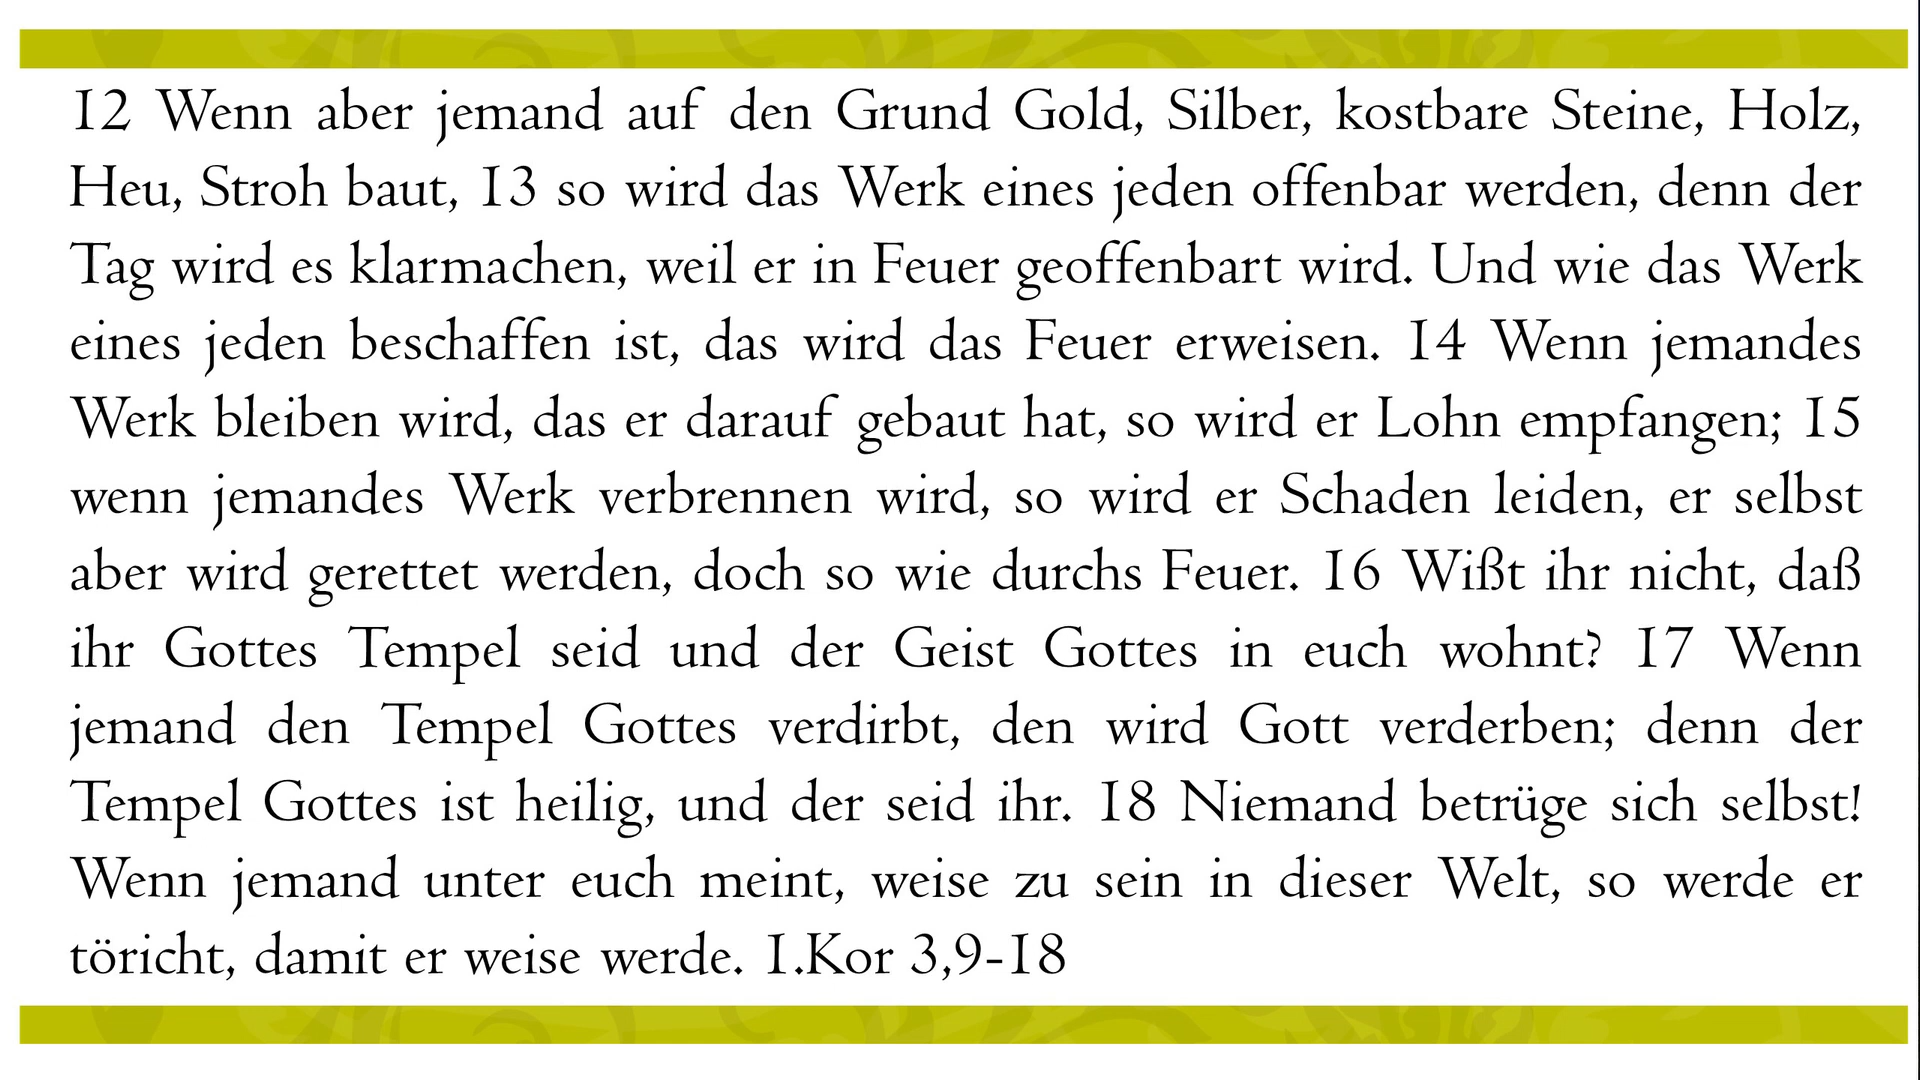 12 Wenn aber jemand auf den Grund Gold, Silber, kostbare Steine, Holz,
Heu, Stroh baut, 13 so wird das Werk eines jeden offenbar werden, denn der
Tag wird es klarmachen, weil er in Feuer geoffenbart wird. Und wie das Werk
eines jeden beschaffen ist, das wird das Feuer erweisen. 14 Wenn jemandes
Werk bleiben wird, das er darauf gebaut hat, so wird er Lohn empfangen; 15
wenn jemandes Werk verbrennen wird, so wird er Schaden leiden, er selbst
aber wird gerettet werden, doch so wie durchs Feuer. 16 Wißt ihr nicht, daß
ihr Gottes Tempel seid und der Geist Gottes in euch wohnt? 17 Wenn
jemand den Tempel Gottes verdirbt, den wird Gott verderben; denn der
Tempel Gottes ist heilig, und der seid ihr. 18 Niemand betrüge sich selbst!
Wenn jemand unter euch meint, weise zu sein in dieser Welt, so werde er
töricht, damit er weise werde. 1.Kor 3,9-18